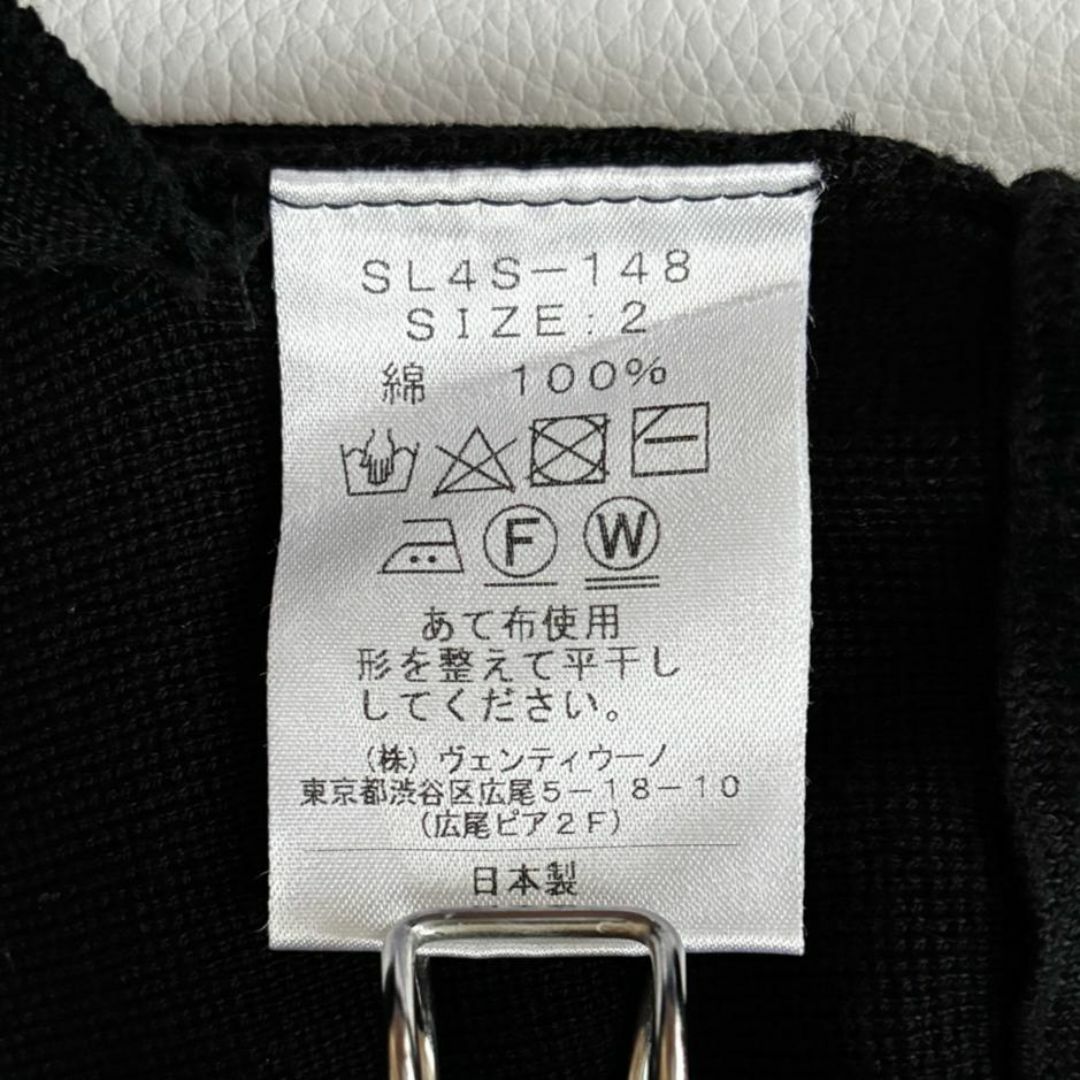 SL4S-148
SIZE:2
綿 100%
F W
あて布使用
形を整えて平干し
してください。
(株)ヴェンティウーノ
東京都渋谷区広尾5-18-10
(広尾ピア2F)
日本製